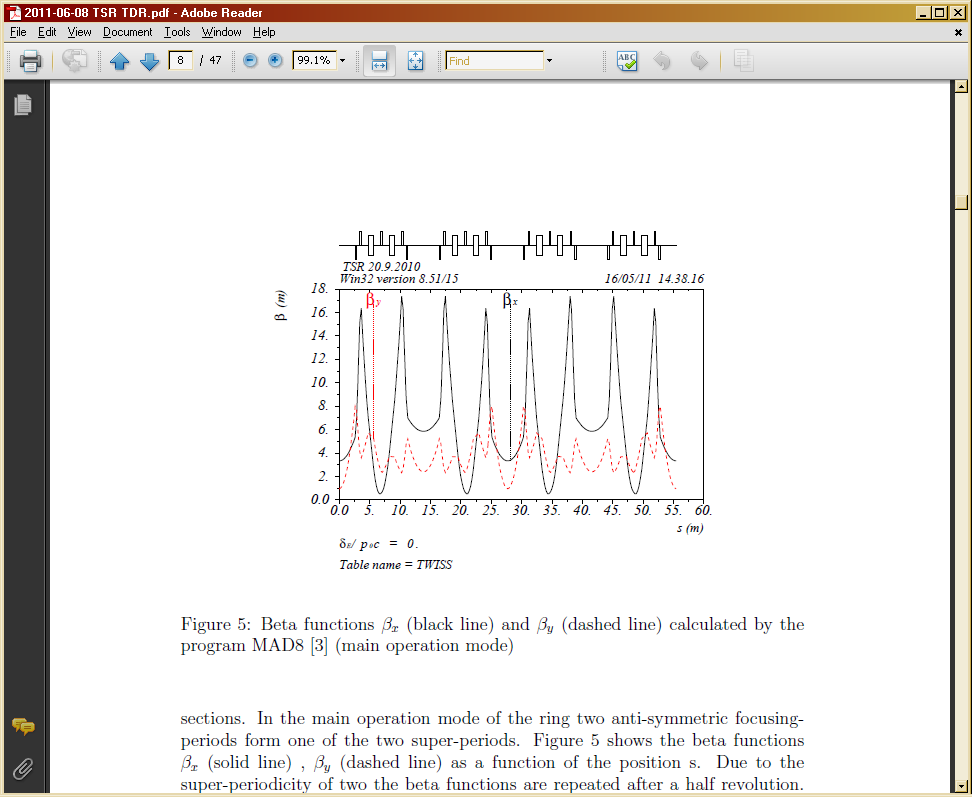 2011-06-08 TSR TDR.pdf - Adobe Reader
File Edit View Document Tools Window Help
8 / 47 99.1% Find
TSR 20.9.2010
Win32 version 8.51/15 16/05/11 14.38.16
β (m)
18.
16.
14.
12.
10.
8.
6.
4.
2.
0.0
βy βx
0.0 5. 10. 15. 20. 25. 30. 35. 40. 45. 50. 55. 60.
s (m)
δE/ p0c = 0.
Table name = TWISS
Figure 5: Beta functions βx (black line) and βy (dashed line) calculated by the
program MAD8 [3] (main operation mode)
sections. In the main operation mode of the ring two anti-symmetric focusing-
periods form one of the two super-periods. Figure 5 shows the beta functions
βx (solid line) , βy (dashed line) as a function of the position s. Due to the
super-periodicity of two the beta functions are repeated after a half revolution.